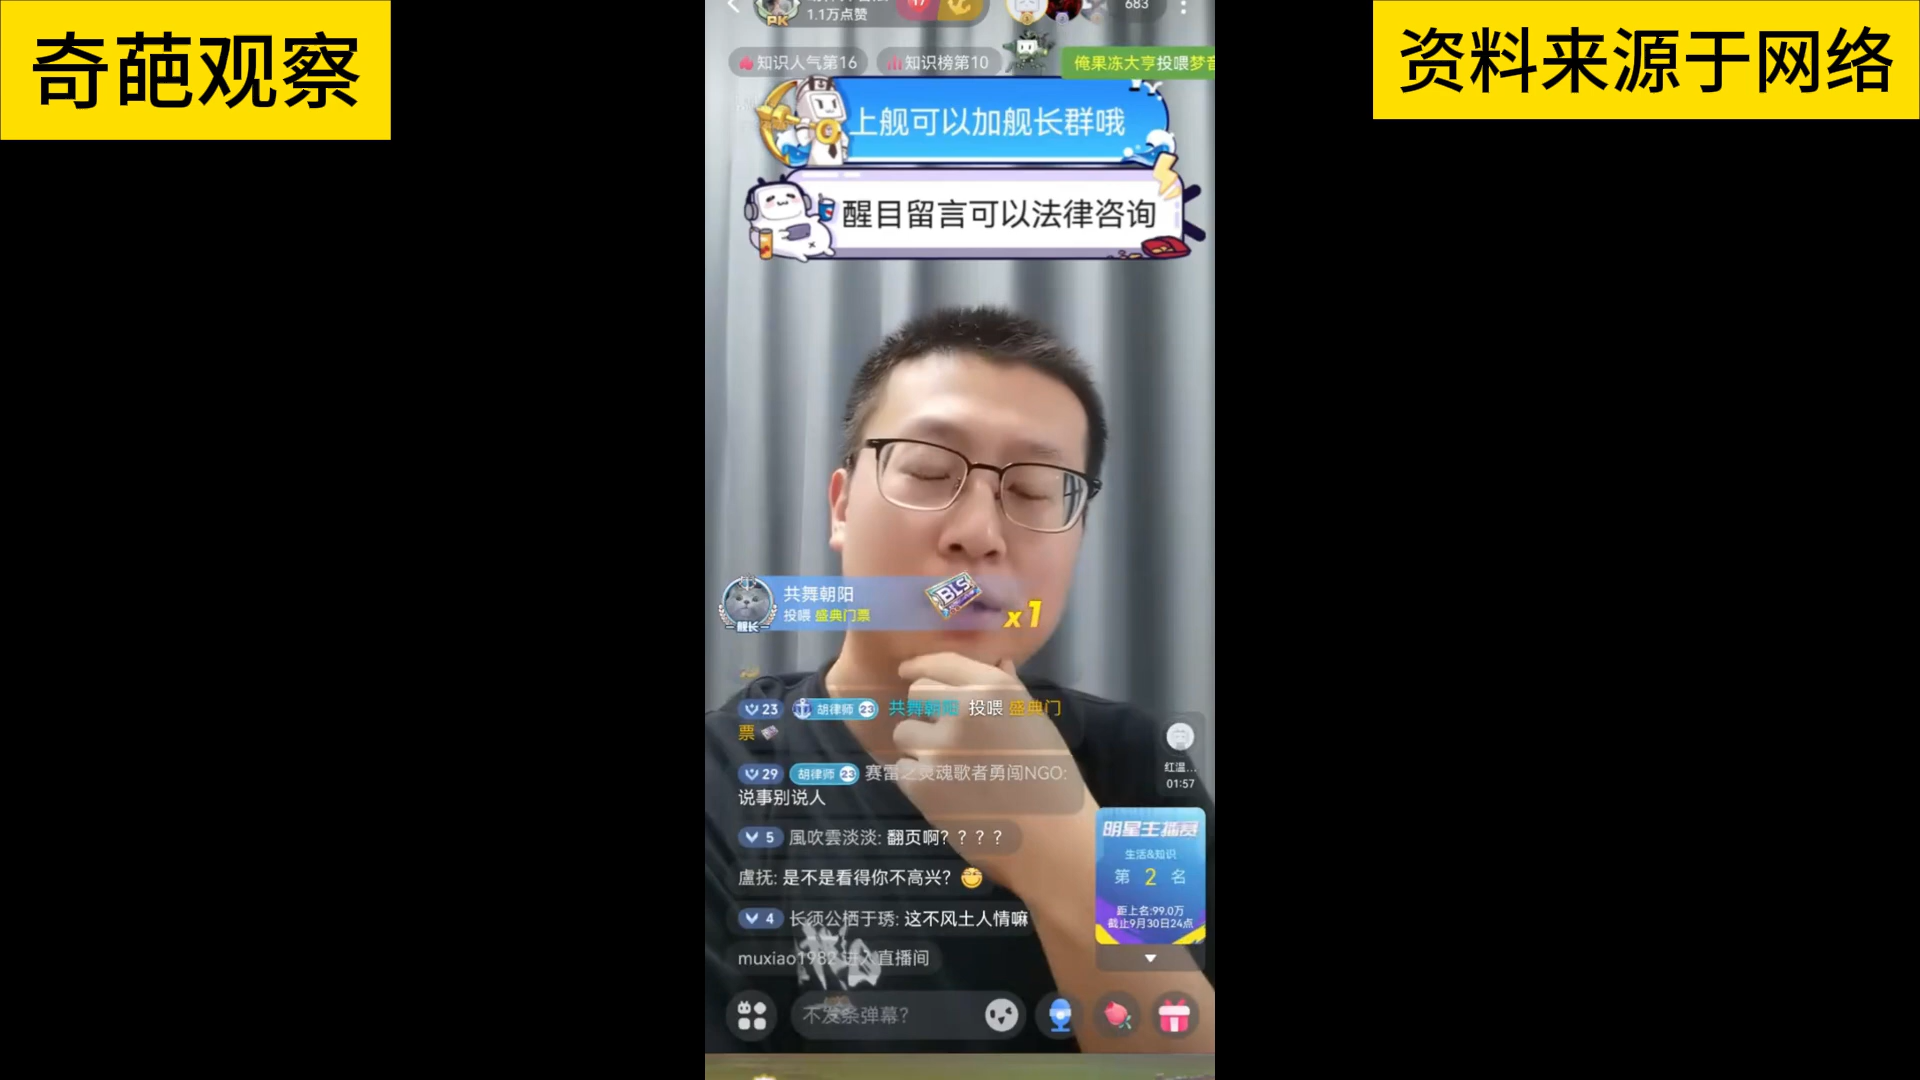 奇葩观察
资料来源于网络
1.1万点赞
PK
683
知识人气第16
知识榜第10
俺果冻大亨投喂梦音
上舰可以加舰长群哦
醒目留言可以法律咨询
共舞朝阳
投喂 盛典门票
舰长
BLS
x1
23 胡律师 23 共舞朝阳 投喂 盛典门
票
29 胡律师 23 赛雷之灵魂歌者勇闯NGO:
说事别说人
5 風吹雲淡淡: 翻页啊？？？？
盧抚: 是不是看得你不高兴？
4 长须公栖于琇: 这不风土人情嘛
muxiao1982 进入直播间
不发条弹幕？
红温...
01:57
明星主播赛
生活&知识
第 2 名
距上名:99.0万
截止9月30日24点